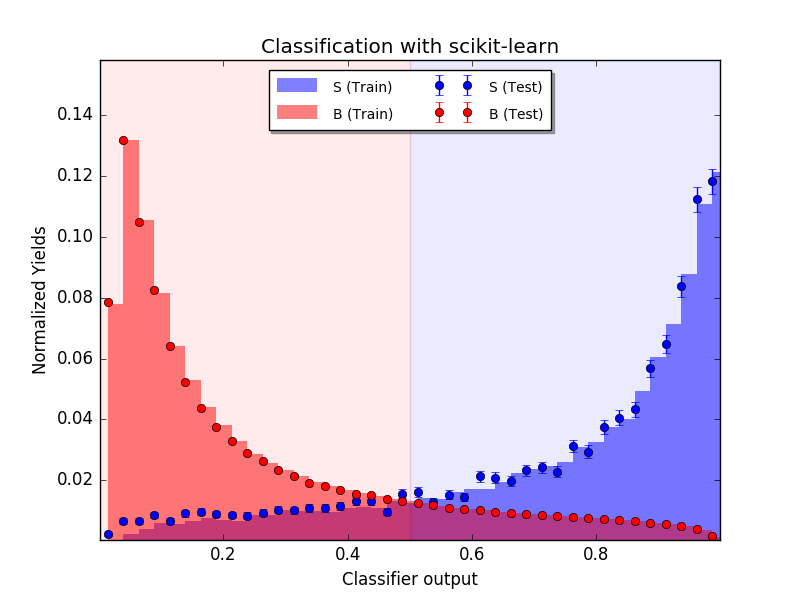 Classification with scikit-learn
S (Train)
S (Test)
B (Train)
B (Test)
0.14
0.12
0.10
0.08
0.06
0.04
0.02
Normalized Yields
0.2
0.4
0.6
0.8
Classifier output